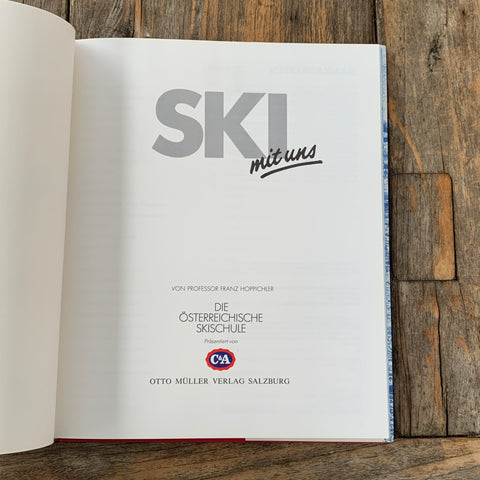 SKI
mit uns
VON PROFESSOR FRANZ HOPPICHLER
DIE
ÖSTERREICHISCHE
SKISCHULE
Präsentiert von
C&A
OTTO MÜLLER VERLAG SALZBURG